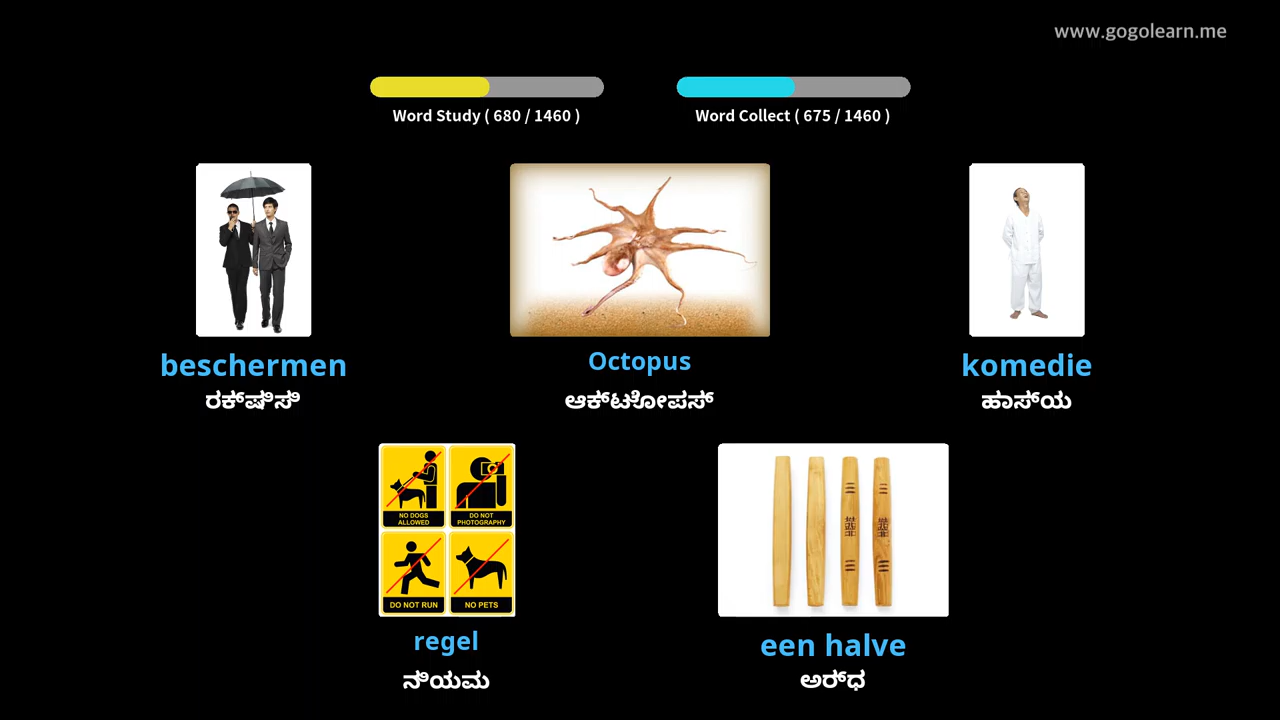 www.gogolearn.me
Word Study ( 680 / 1460 )
Word Collect ( 675 / 1460 )
beschermen
ರಕ್ಷಿಸಿ
Octopus
ಆಕ್ಟೋಪಸ್
komedie
ಹಾಸ್ಯ
NO DOGS
ALLOWED
DO NOT
PHOTOGRAPHY
DO NOT RUN
NO PETS
regel
ನಿಯಮ
een halve
ಅರ್ಧ